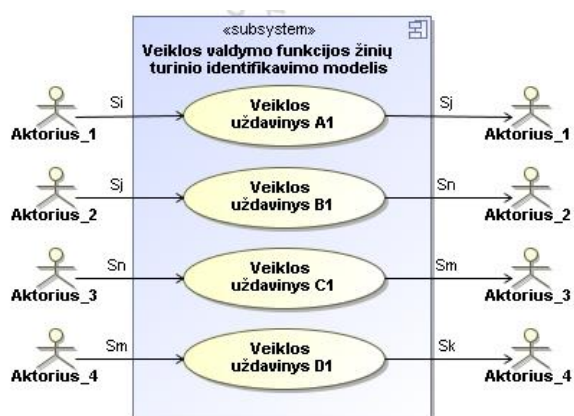 «subsystem»
Veiklos valdymo funkcijos žinių
turinio identifikavimo modelis
Si
Veiklos
uždavinys A1
Sj
Aktorius_1
Aktorius_1
Sj
Veiklos
uždavinys B1
Sn
Aktorius_2
Aktorius_2
Sn
Veiklos
uždavinys C1
Sm
Aktorius_3
Aktorius_3
Sm
Veiklos
uždavinys D1
Sk
Aktorius_4
Aktorius_4